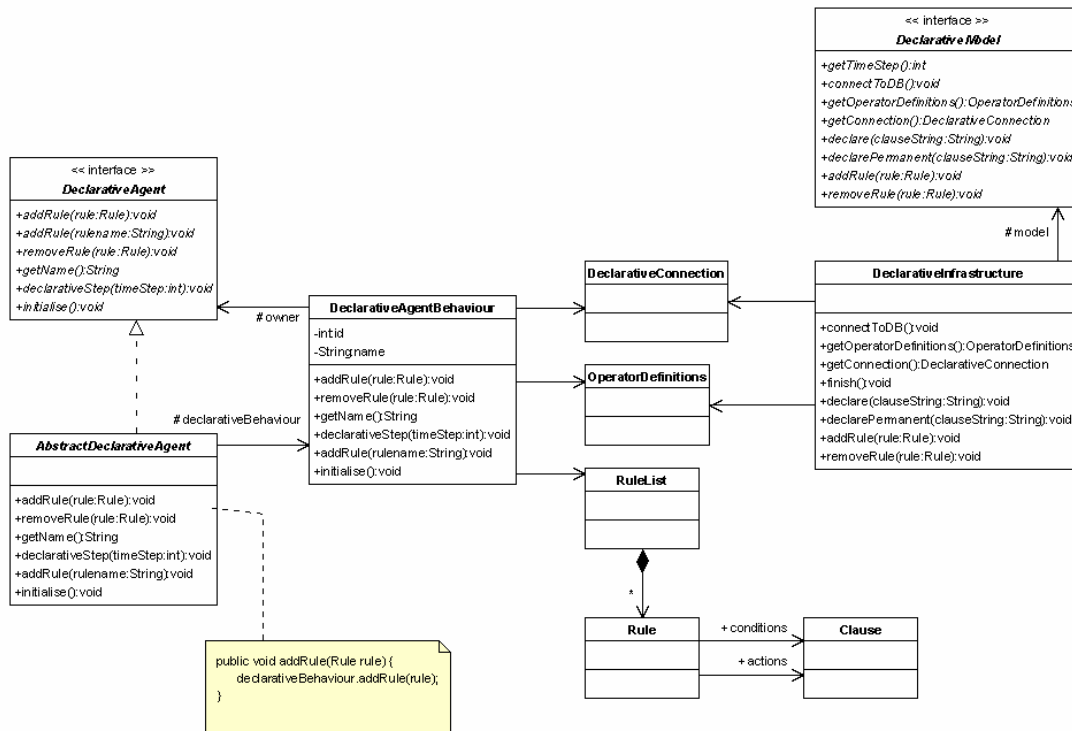 << interface >>
DeclarativeModel
+getTimeStep():int
+connectToDB():void
+getOperatorDefinitions():OperatorDefinitions
+getConnection():DeclarativeConnection
+declare(clauseString:String):void
+declarePermanent(clauseString:String):void
+addRule(rule:Rule):void
+removeRule(rule:Rule):void
<< interface >>
DeclarativeAgent
+addRule(rule:Rule):void
+addRule(rulename:String):void
+removeRule(rule:Rule):void
+getName():String
+declarativeStep(timeStep:int):void
+initialise():void
# owner
DeclarativeAgentBehaviour
-int:id
-String:name
+addRule(rule:Rule):void
+removeRule(rule:Rule):void
+getName():String
+declarativeStep(timeStep:int):void
+addRule(rulename:String):void
+initialise():void
# declarativeBehaviour
AbstractDeclarativeAgent
+addRule(rule:Rule):void
+removeRule(rule:Rule):void
+getName():String
+declarativeStep(timeStep:int):void
+addRule(rulename:String):void
+initialise():void
public void addRule(Rule rule) {
declarativeBehaviour.addRule(rule);
}
DeclarativeConnection
OperatorDefinitions
RuleList
*
Rule
+ conditions
+ actions
Clause
# model
DeclarativeInfrastructure
+connectToDB():void
+getOperatorDefinitions():OperatorDefinitions
+getConnection():DeclarativeConnection
+finish():void
+declare(clauseString:String):void
+declarePermanent(clauseString:String):void
+addRule(rule:Rule):void
+removeRule(rule:Rule):void